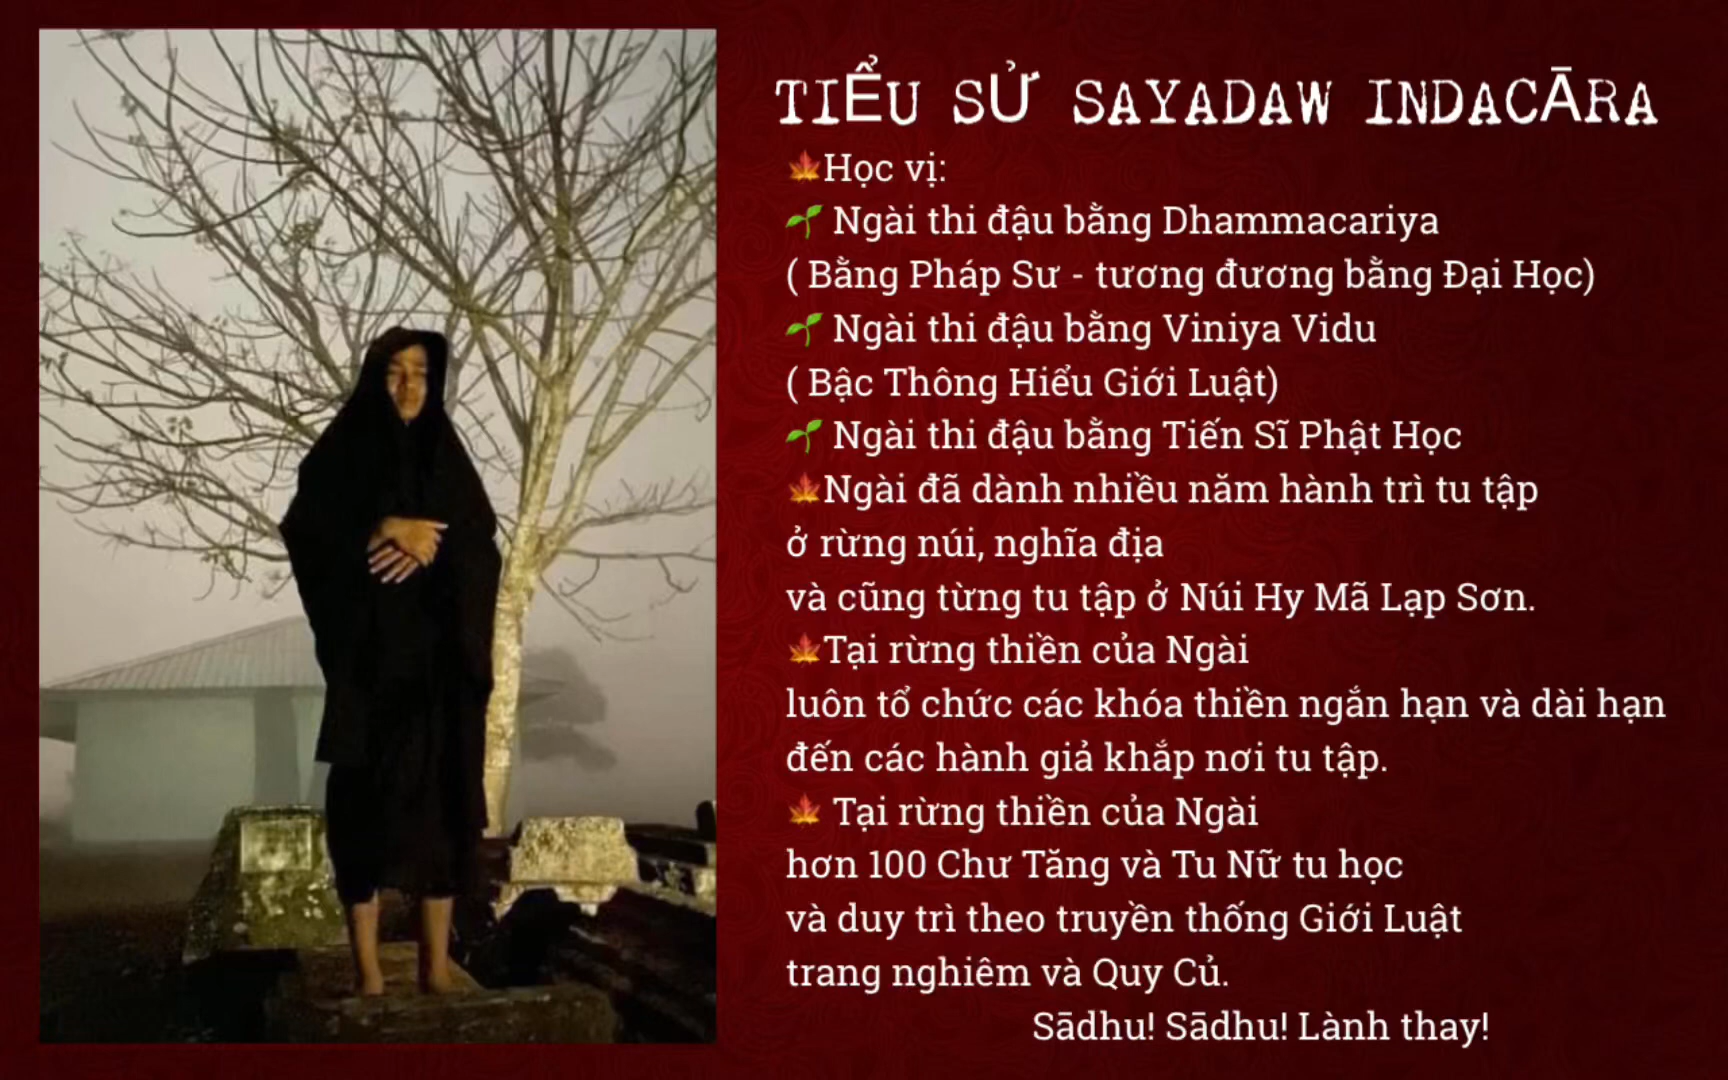 TIỂU SỬ SAYADAW INDACĀRA
🍁Học vị:
🌱 Ngài thi đậu bằng Dhammacariya
( Bằng Pháp Sư - tương đương bằng Đại Học)
🌱 Ngài thi đậu bằng Viniya Vidu
( Bậc Thông Hiểu Giới Luật)
🌱 Ngài thi đậu bằng Tiến Sĩ Phật Học
🍁Ngài đã dành nhiều năm hành trì tu tập
ở rừng núi, nghĩa địa
và cũng từng tu tập ở Núi Hy Mã Lạp Sơn.
🍁Tại rừng thiền của Ngài
luôn tổ chức các khóa thiền ngắn hạn và dài hạn
đến các hành giả khắp nơi tu tập.
🍁 Tại rừng thiền của Ngài
hơn 100 Chư Tăng và Tu Nữ tu học
và duy trì theo truyền thống Giới Luật
trang nghiêm và Quy Củ.
Sādhu! Sādhu! Lành thay!